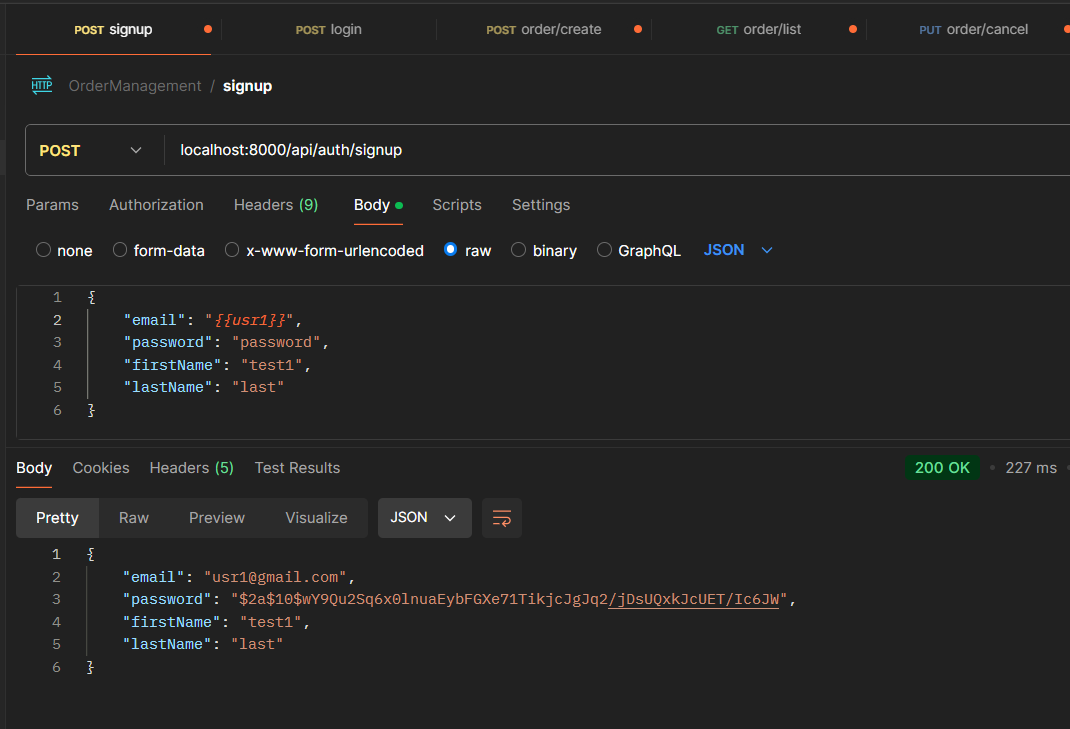 POST signup POST login POST order/create GET order/list PUT order/cancel
HTTP OrderManagement / signup
POST localhost:8000/api/auth/signup
Params Authorization Headers (9) Body Scripts Settings
none form-data x-www-form-urlencoded raw binary GraphQL JSON
1 {
2 "email": "{{usr1}}",
3 "password": "password",
4 "firstName": "test1",
5 "lastName": "last"
6 }
Body Cookies Headers (5) Test Results 200 OK • 227 ms
Pretty Raw Preview Visualize JSON
1 {
2 "email": "usr1@gmail.com",
3 "password": "$2a$10$wY9Qu2Sq6x0lnuaEybFGXe71TikjcJgJq2/jDsUQxkJcUET/Ic6JW",
4 "firstName": "test1",
5 "lastName": "last"
6 }